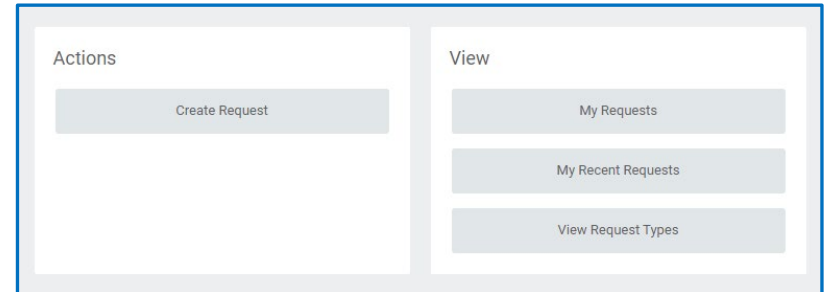 Actions
Create Request
View
My Requests
My Recent Requests
View Request Types